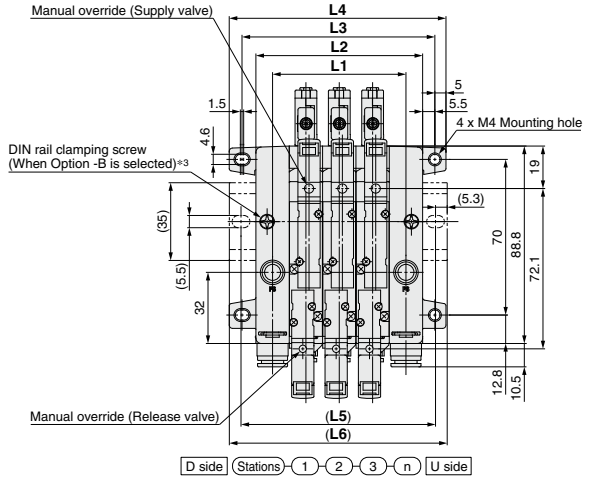 Manual override (Supply valve)
L4
L3
L2
L1
5
5.5
1.5
4.6
4 x M4 Mounting hole
DIN rail clamping screw
(When Option -B is selected)*3
19
(5.3)
(35)
(5.5)
70
88.8
72.1
PS
PS
32
12.8
10.5
Manual override (Release valve)
(L5)
(L6)
D side Stations 1 2 3 n U side